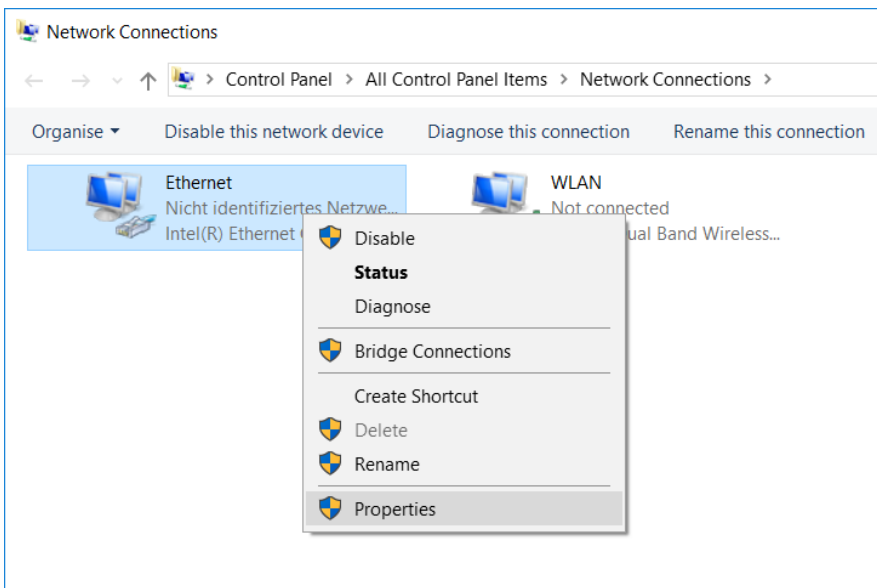 Network Connections
Control Panel > All Control Panel Items > Network Connections >
Organise Disable this network device Diagnose this connection Rename this connection
Ethernet
Nicht identifiziertes Netzwe...
Intel(R) Ethernet
WLAN
Not connected
Band Wireless...
Disable
Status
Diagnose
Bridge Connections
Create Shortcut
Delete
Rename
Properties